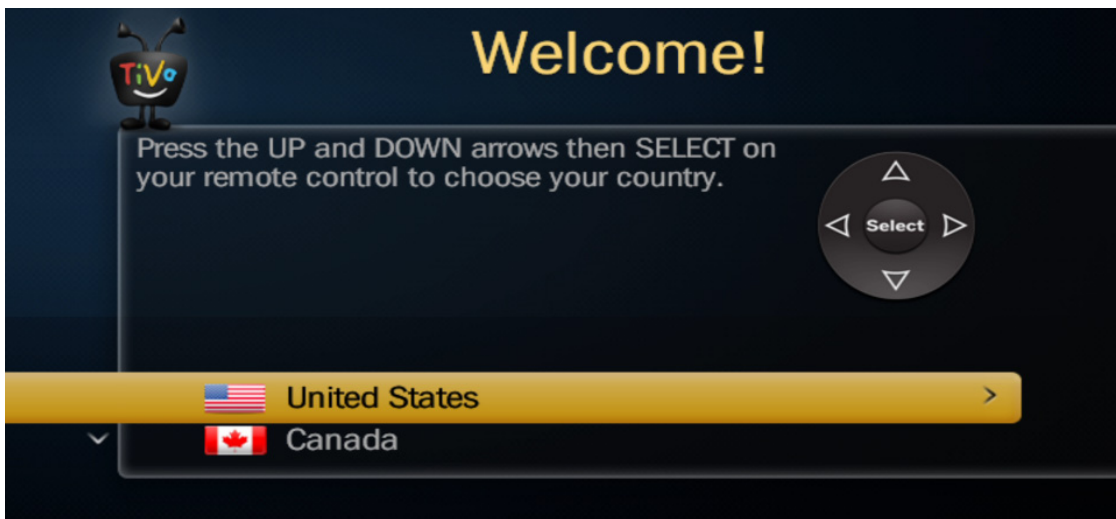 TiVo
Welcome!
Press the UP and DOWN arrows then SELECT on
your remote control to choose your country.
Select
United States
Canada